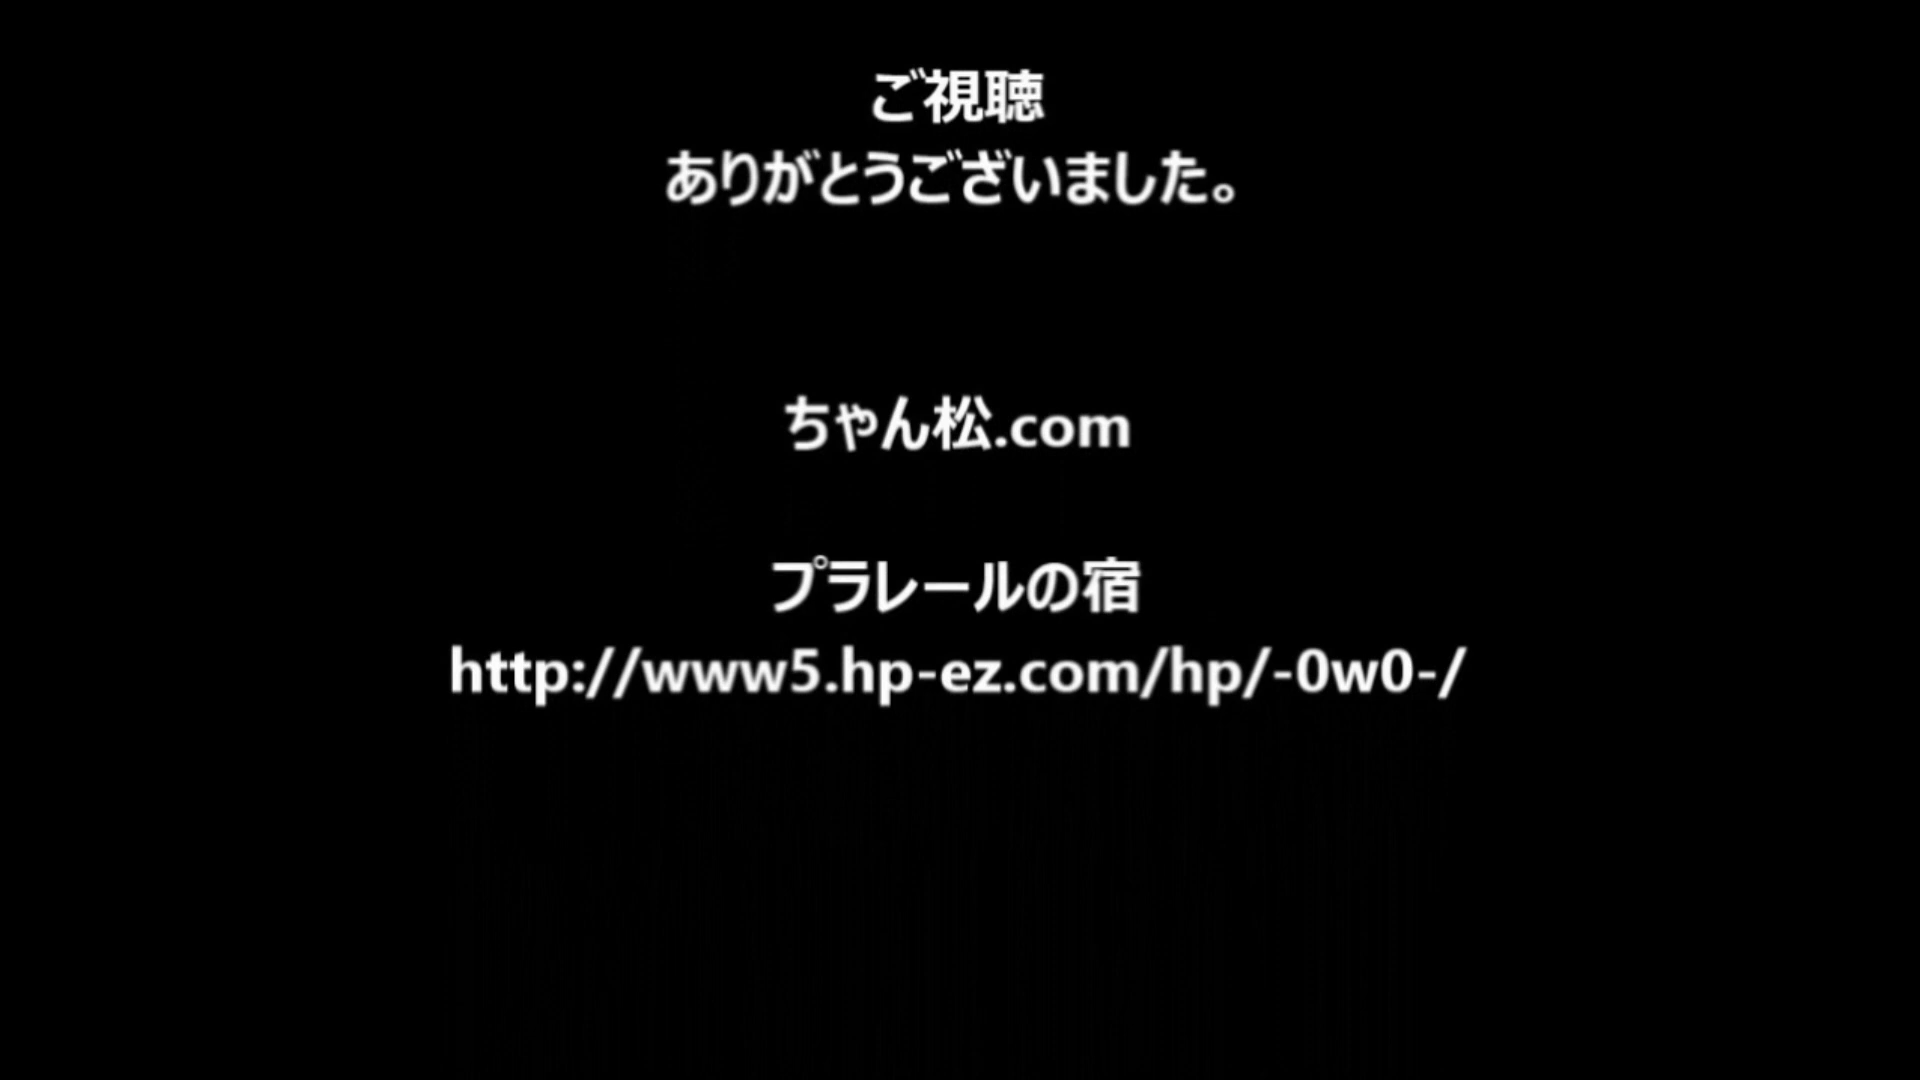 ご視聴
ありがとうございました。
ちゃん松.com
プラレールの宿
http://www5.hp-ez.com/hp/-0w0-/